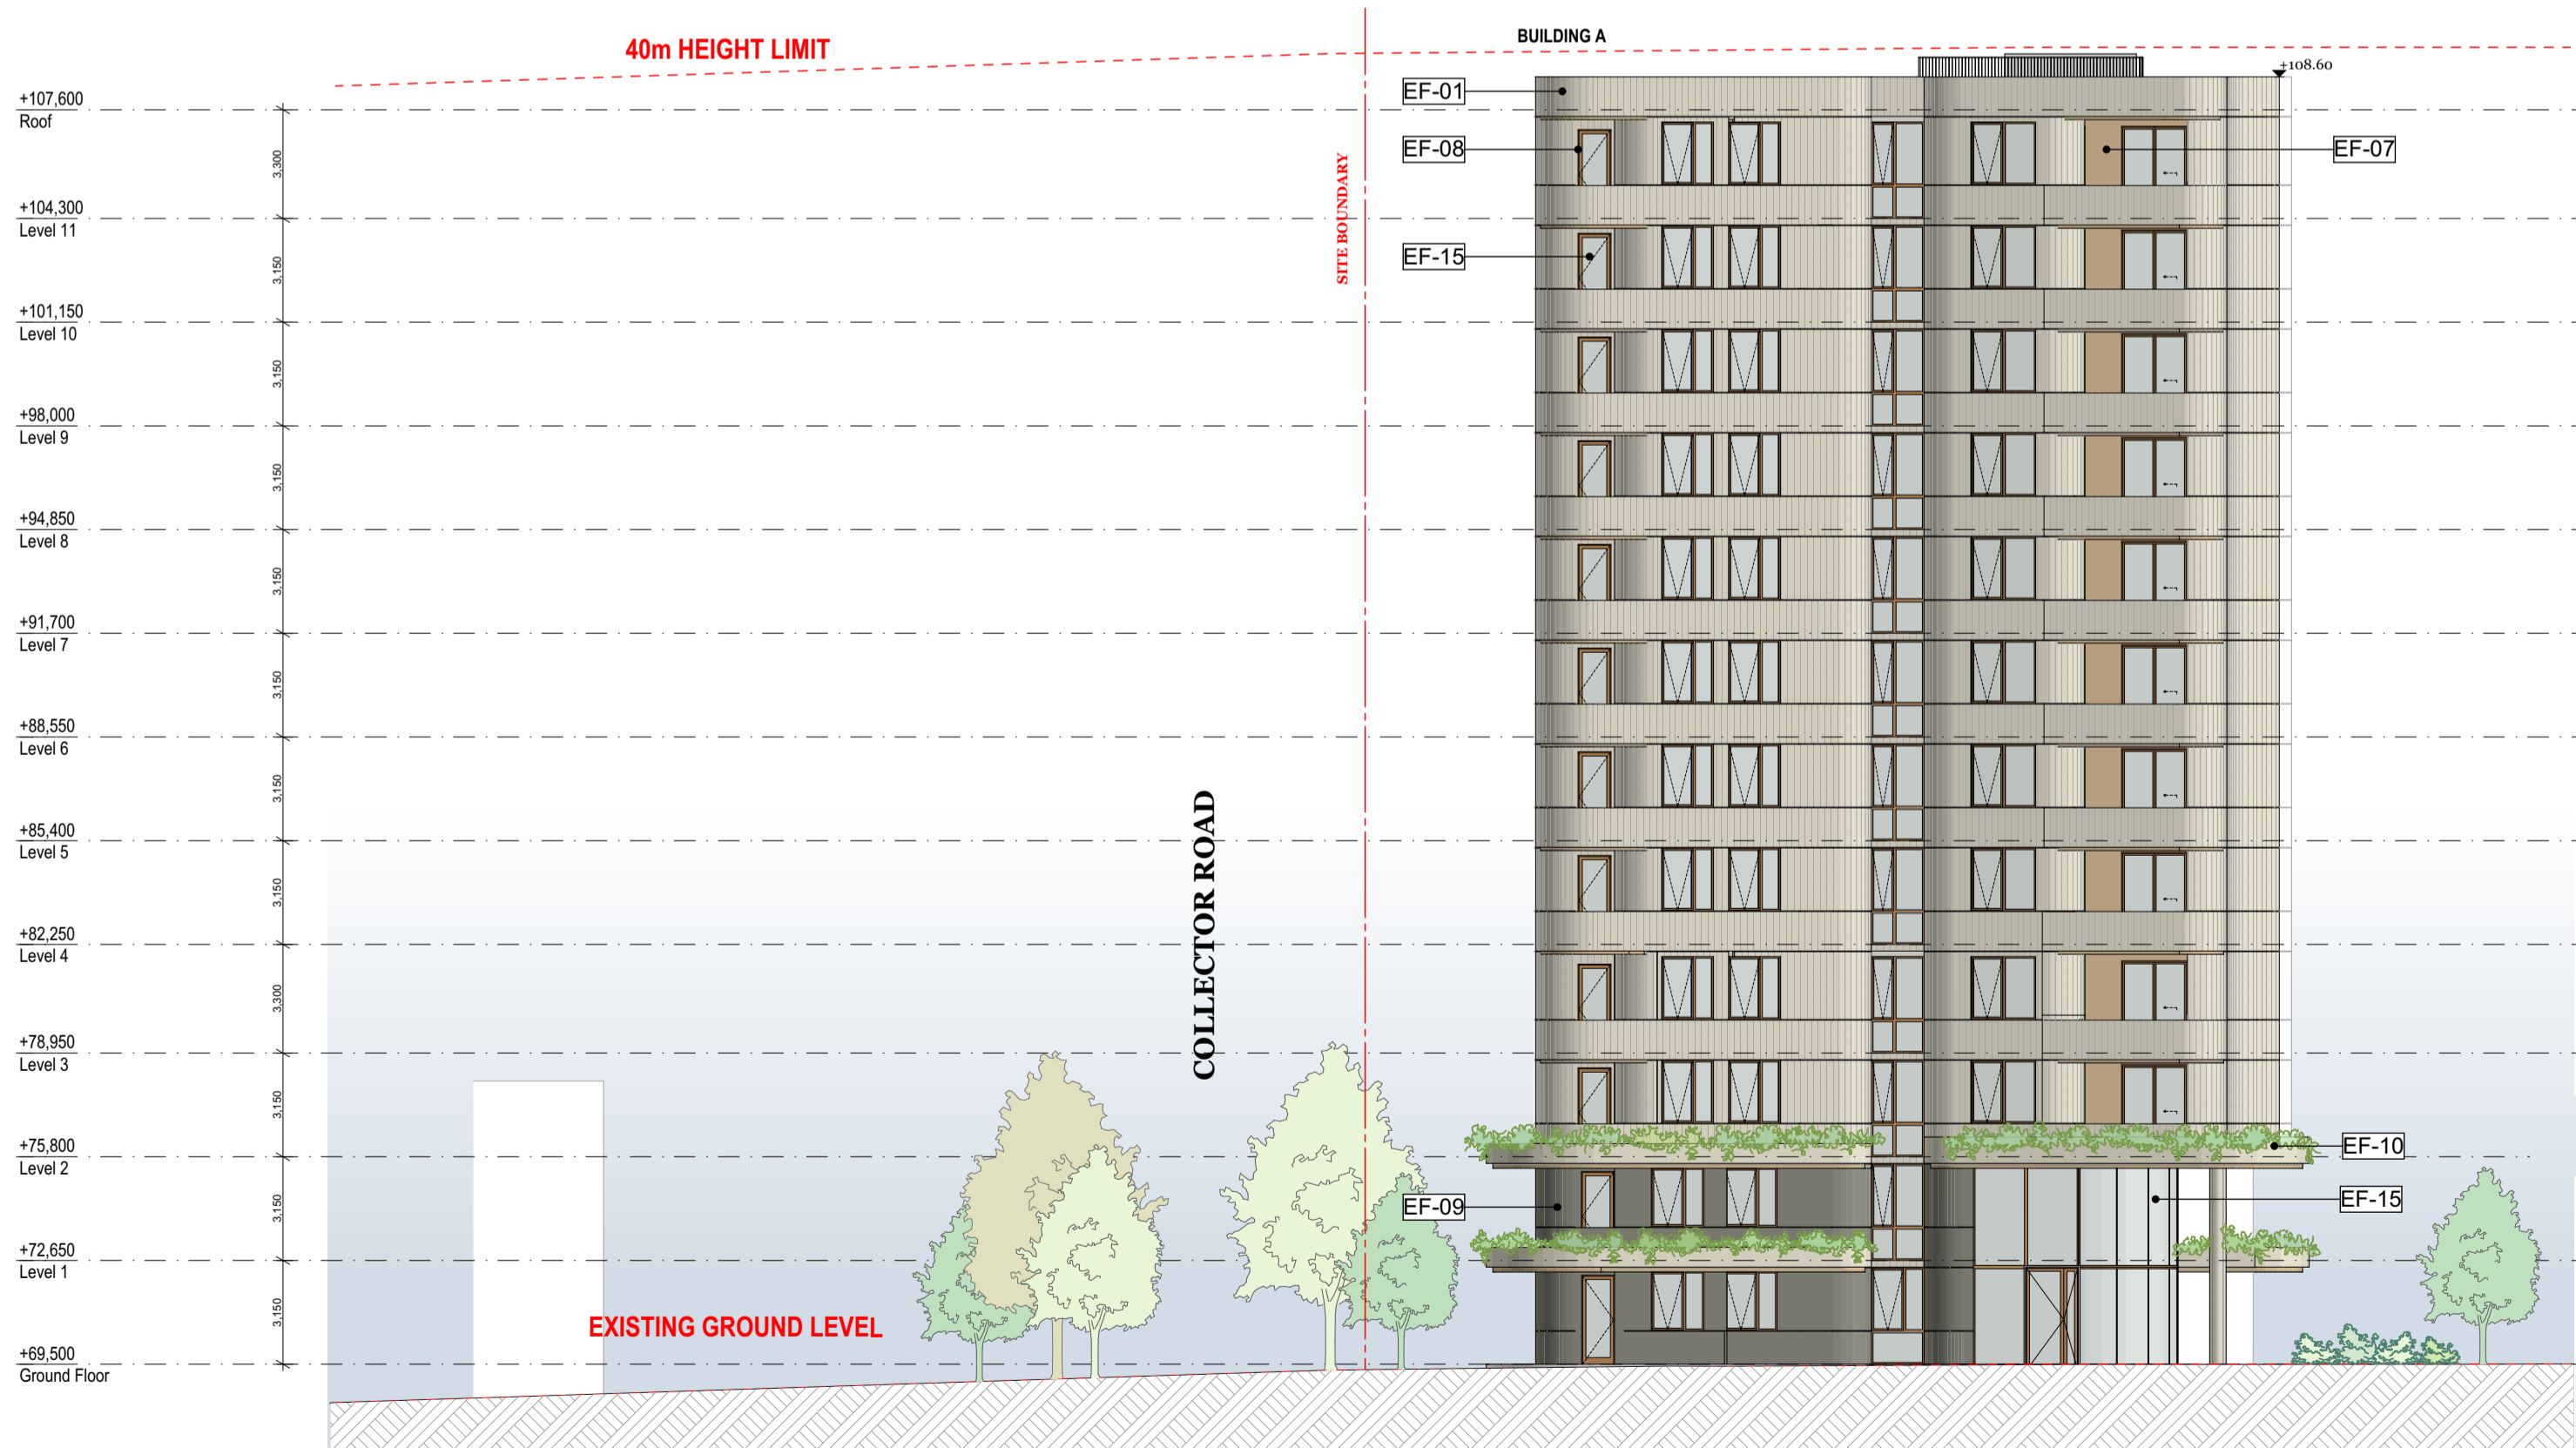 BUILDING A
40m HEIGHT LIMIT
+108.60
EF-01
+107,600
Roof
EF-08
EF-07
3,300
SITE BOUNDARY
+104,300
Level 11
EF-15
3,150
+101,150
Level 10
3,150
+98,000
Level 9
3,150
+94,850
Level 8
3,150
+91,700
Level 7
3,150
+88,550
Level 6
3,150
COLLECTOR ROAD
+85,400
Level 5
3,150
+82,250
Level 4
3,300
+78,950
Level 3
3,150
+75,800
Level 2
EF-10
3,150
EF-09
EF-15
+72,650
Level 1
3,150
EXISTING GROUND LEVEL
+69,500
Ground Floor